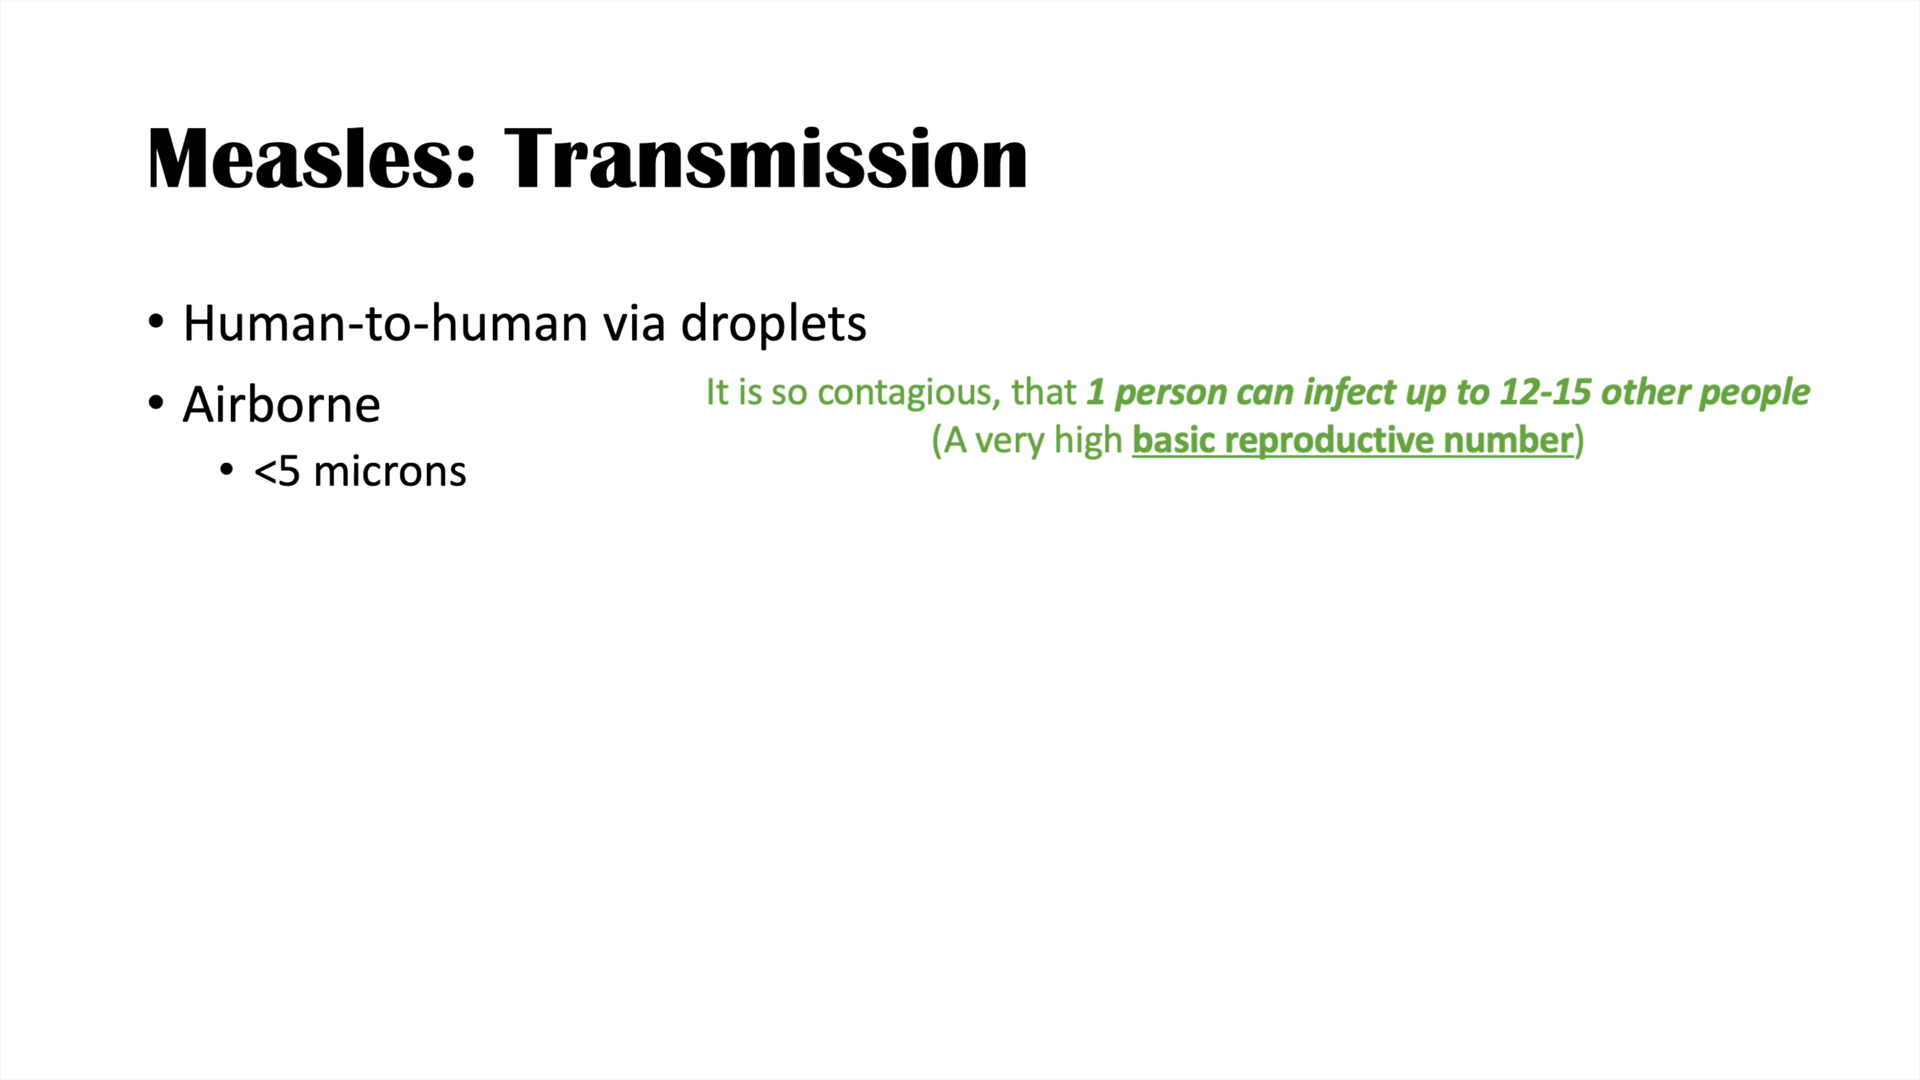 Measles: Transmission
• Human-to-human via droplets
• Airborne
• <5 microns
It is so contagious, that 1 person can infect up to 12-15 other people
(A very high basic reproductive number)